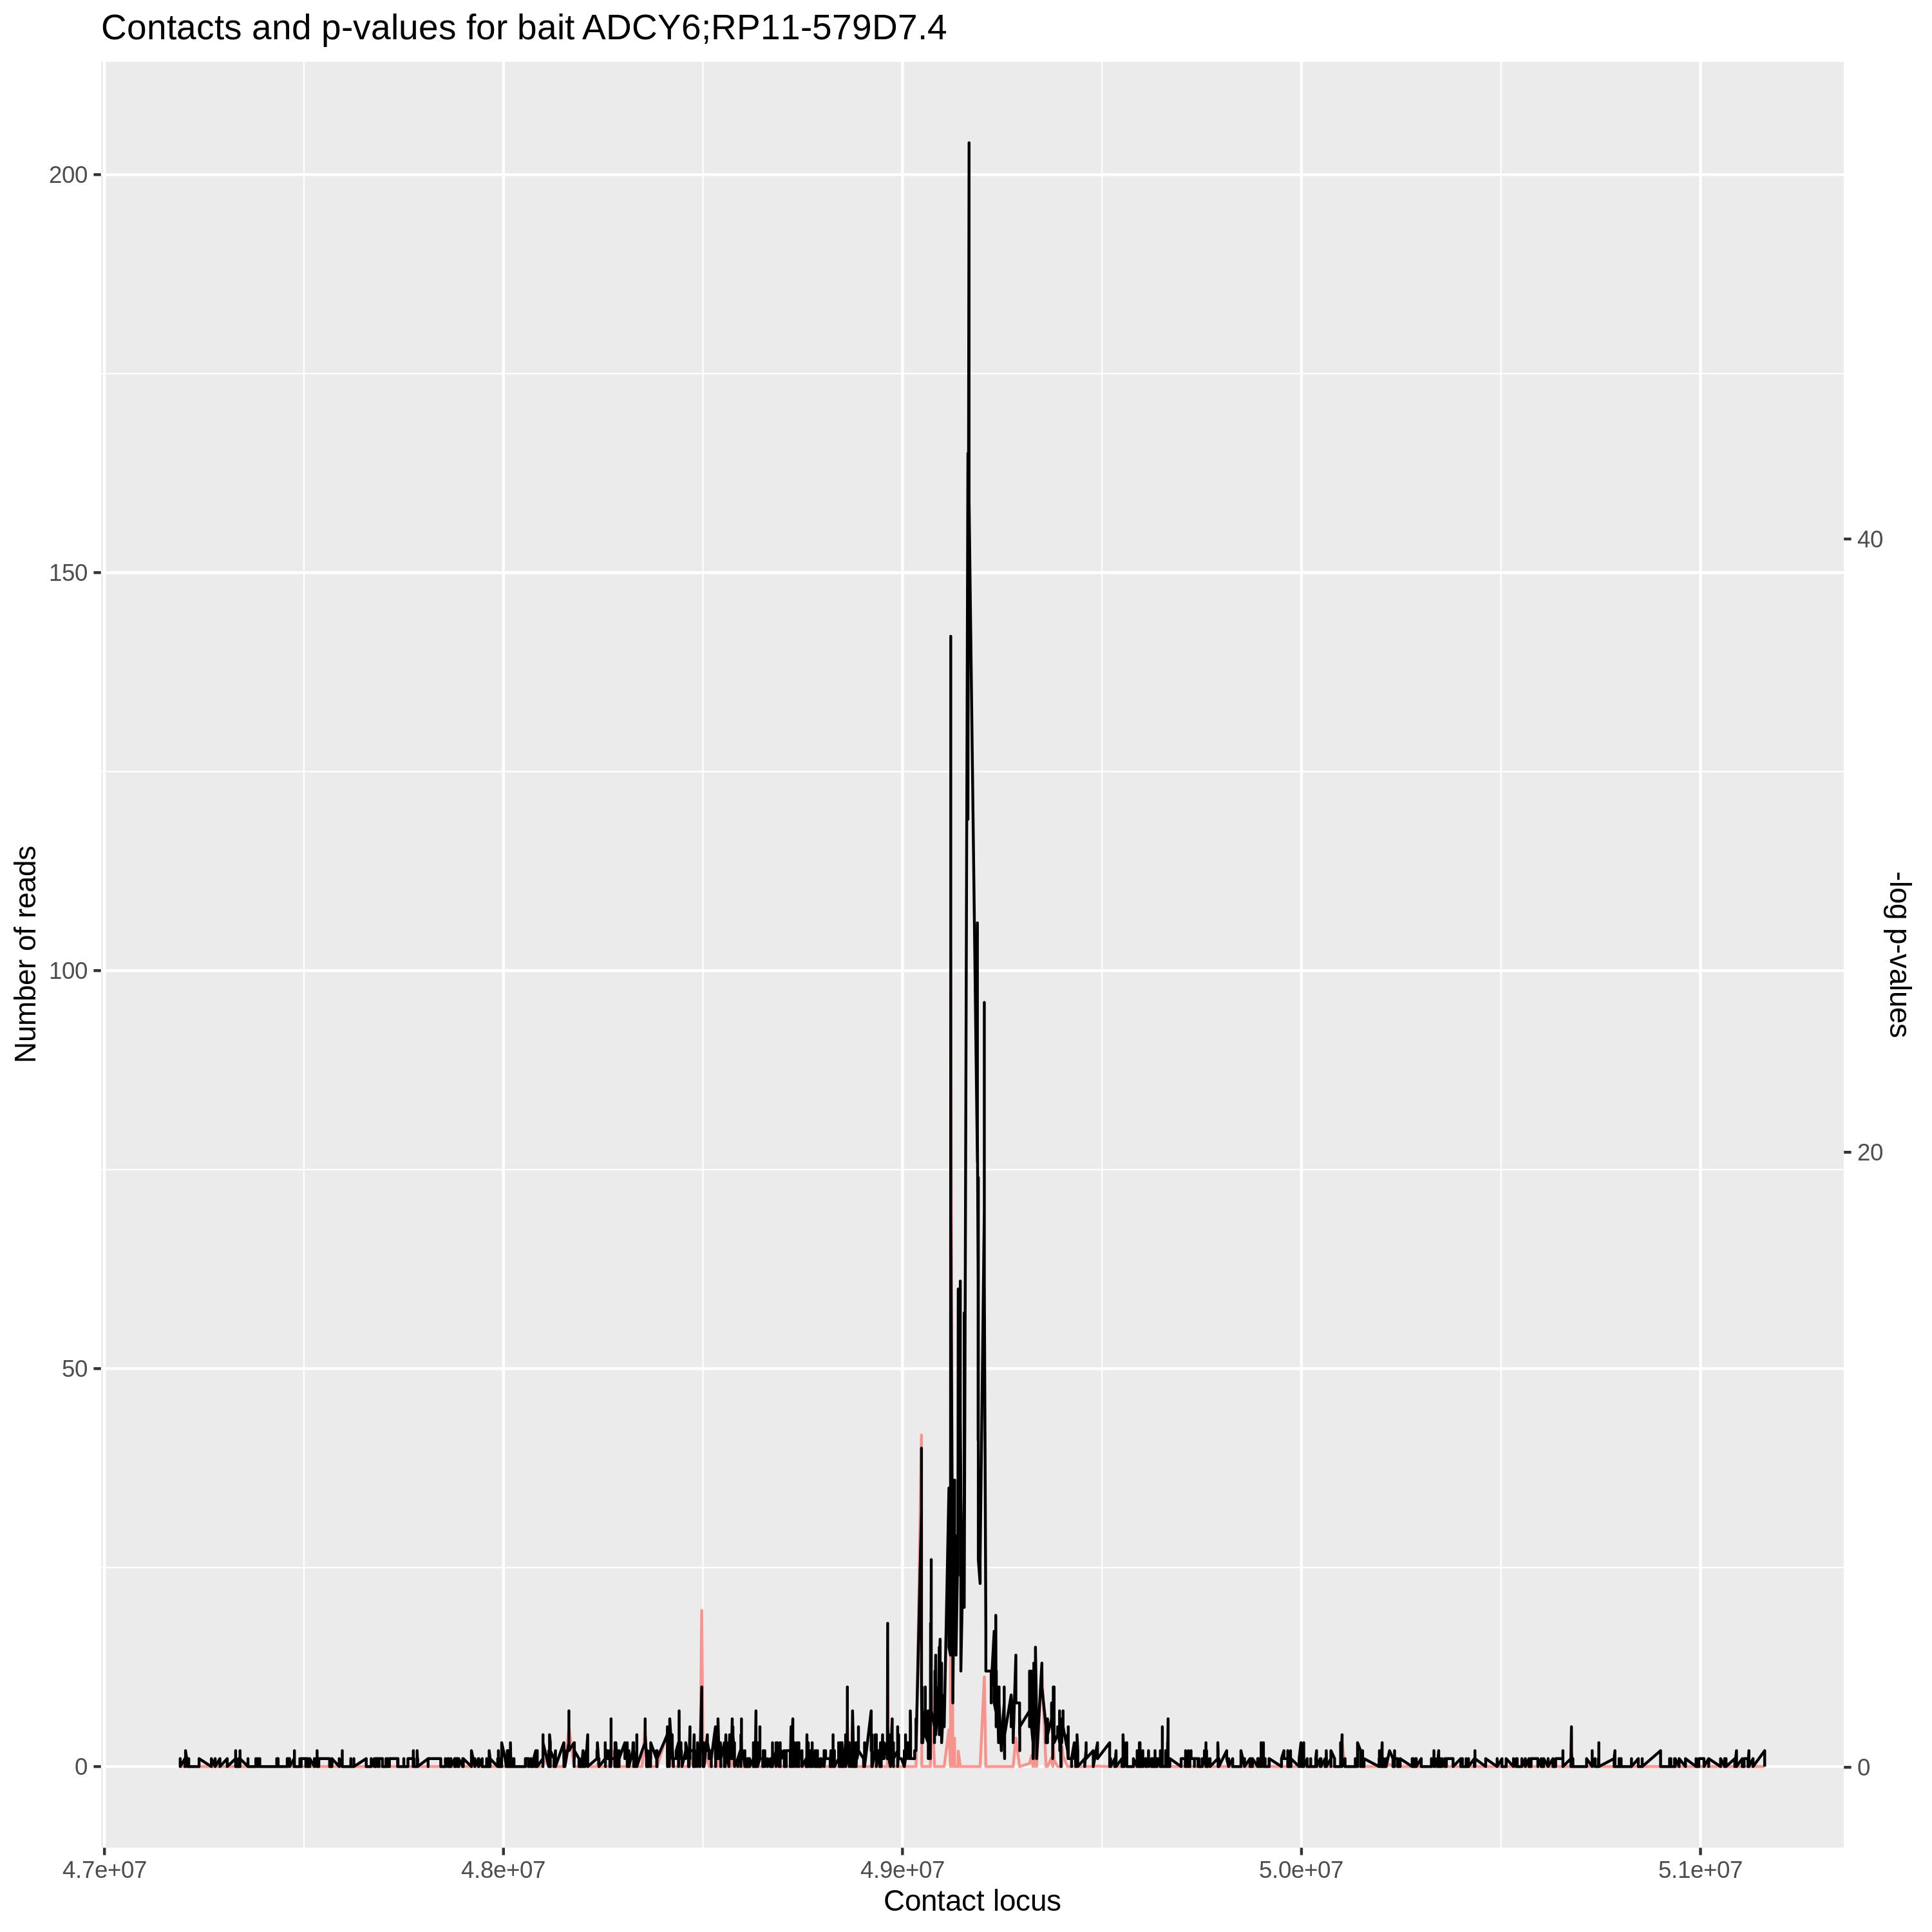 Contacts and p-values for bait ADCY6;RP11-579D7.4
200
150
100
50
0
Number of reads
40
20
0
-log p-values
4.7e+07
4.8e+07
4.9e+07
5.0e+07
5.1e+07
Contact locus